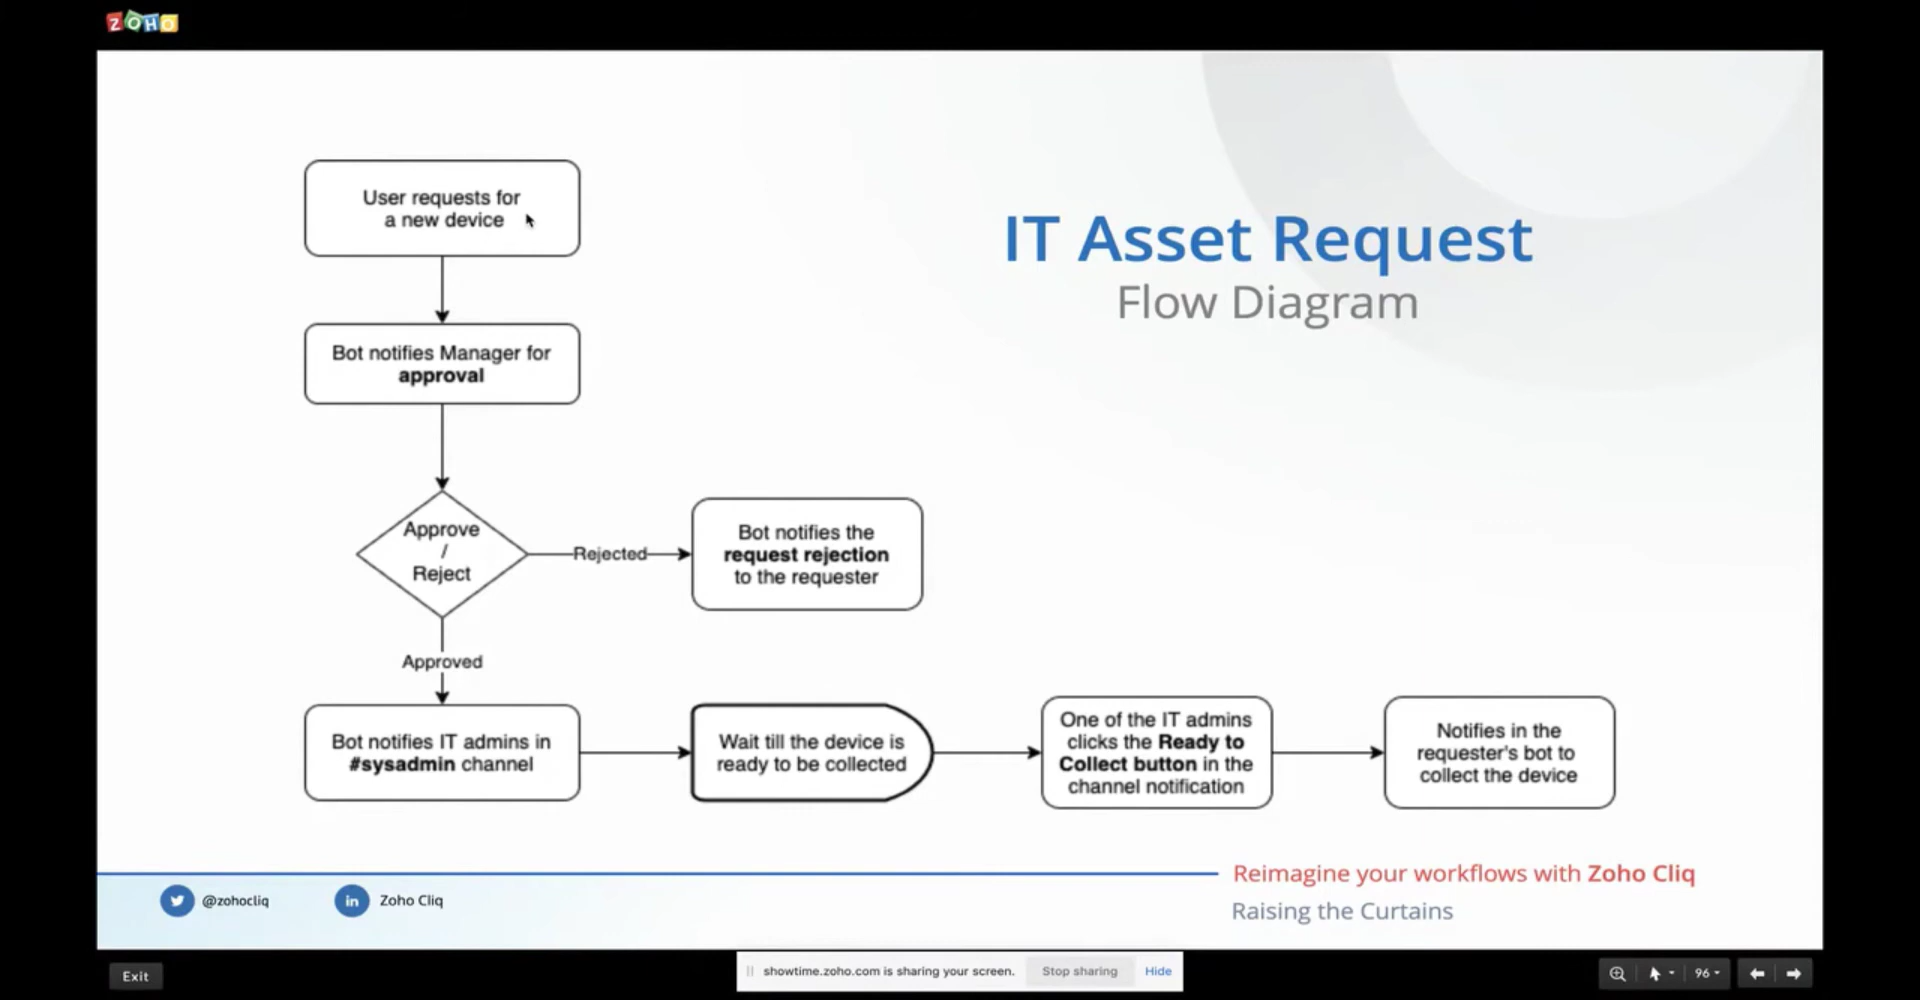 ZOHO
User requests for
a new device
IT Asset Request
Flow Diagram
Bot notifies Manager for
approval
Approve
/
Reject
Rejected
Bot notifies the
request rejection
to the requester
Approved
Bot notifies IT admins in
#sysadmin channel
Wait till the device is
ready to be collected
One of the IT admins
clicks the Ready to
Collect button in the
channel notification
Notifies in the
requester's bot to
collect the device
Reimagine your workflows with Zoho Cliq
Raising the Curtains
@zohocliq
in
Zoho Cliq
Exit
showtime.zoho.com is sharing your screen.
Stop sharing
Hide
96